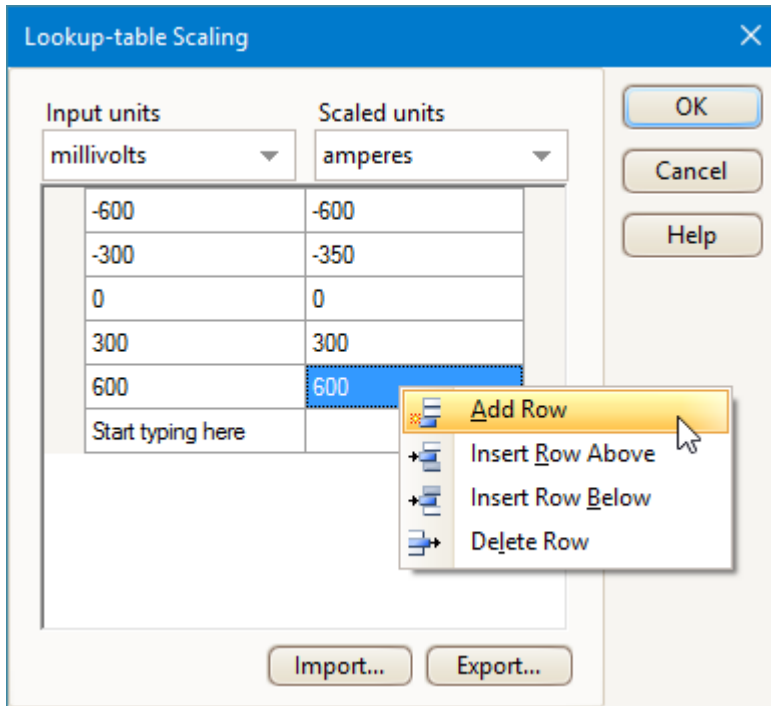 Lookup-table Scaling
Input units Scaled units
millivolts amperes
-600 -600
-300 -350
0 0
300 300
600 600
Start typing here
Add Row
Insert Row Above
Insert Row Below
Delete Row
Import... Export...
OK
Cancel
Help